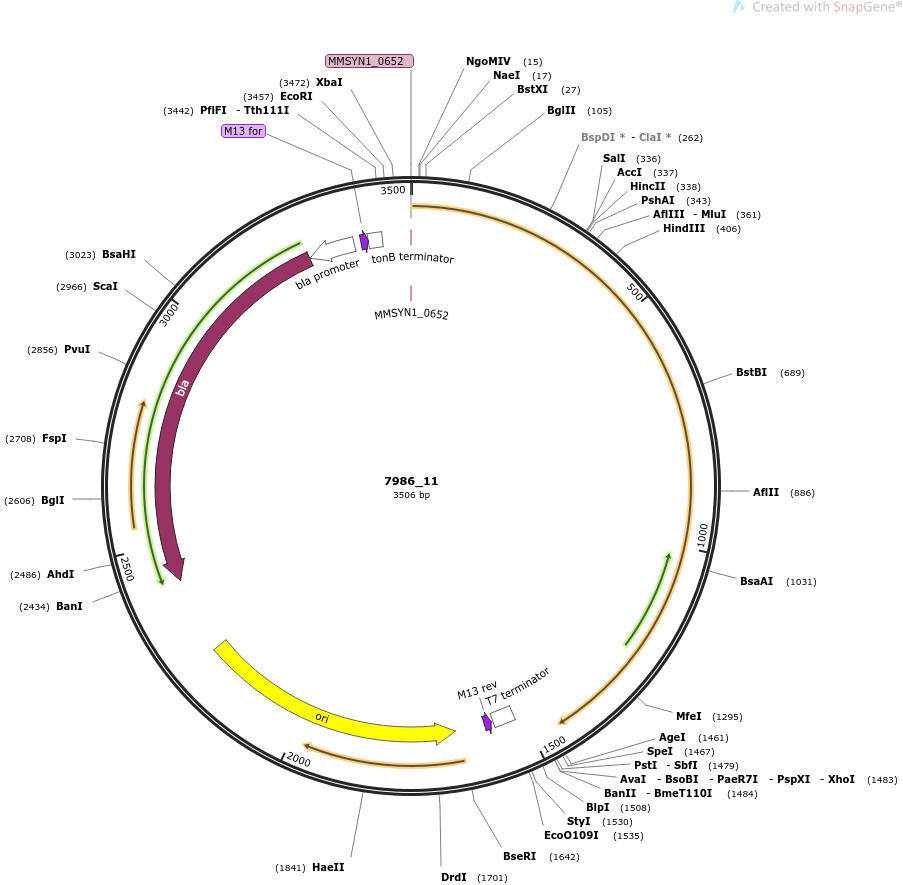 Created with SnapGene®
MMSYN1_0652
(3472) XbaI
(3457) EcoRI
(3442) PflFI - Tth111I
M13 for
NgoMIV (15)
NaeI (17)
BstXI (27)
BglII (105)
BspDI * - ClaI * (262)
SalI (336)
AccI (337)
HincII (338)
PshAI (343)
AflIII - MluI (361)
HindIII (406)
3500
500
1000
1500
2000
2500
3000
(3023) BsaHI
(2966) ScaI
(2856) PvuI
(2708) FspI
(2606) BglI
(2486) AhdI
(2434) BanI
bla promoter
tonB terminator
MMSYN1_0652
bla
7986_11
3506 bp
BstBI (689)
AflII (886)
BsaAI (1031)
MfeI (1295)
M13 rev
T7 terminator
ori
AgeI (1461)
SpeI (1467)
PstI - SbfI (1479)
AvaI - BsoBI - PaeR7I - PspXI - XhoI (1483)
BanII - BmeT110I (1484)
BlpI (1508)
StyI (1530)
EcoO109I (1535)
BseRI (1642)
DrdI (1701)
(1841) HaeII